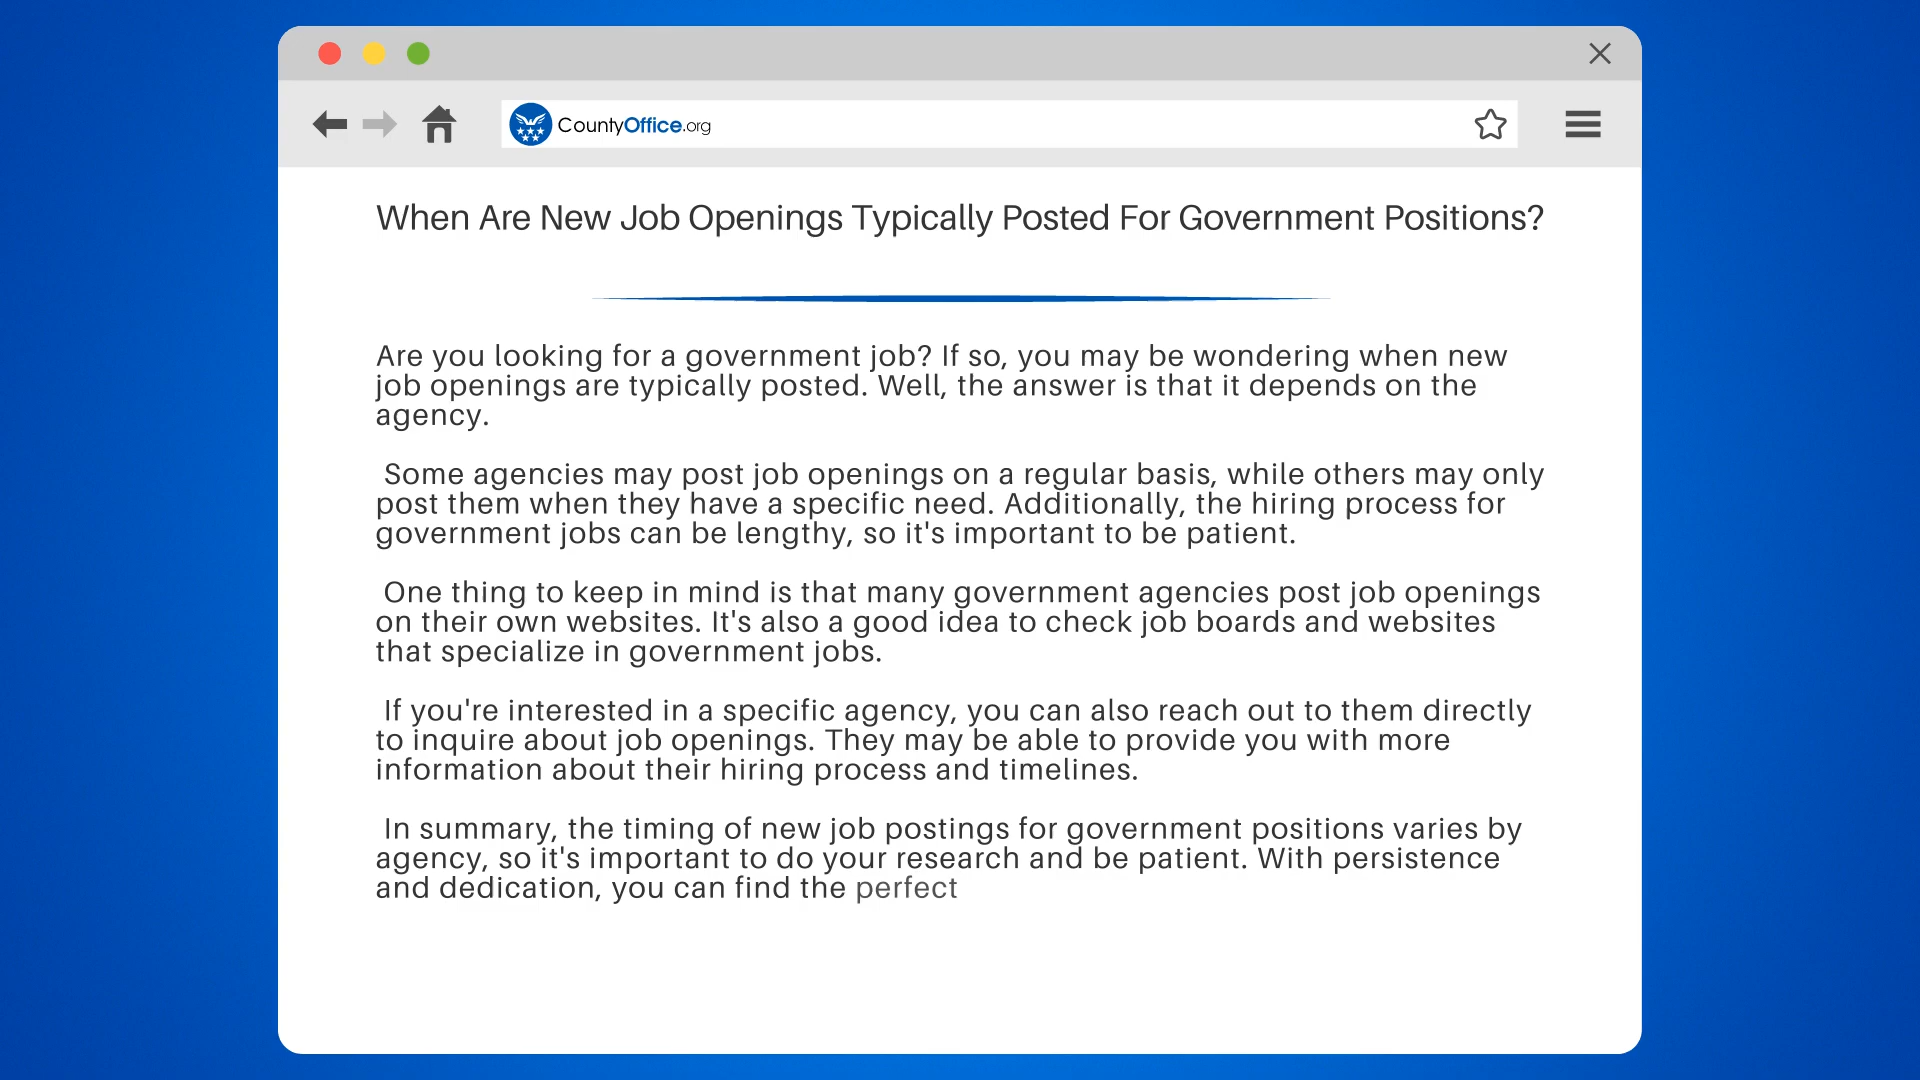 CountyOffice.org
When Are New Job Openings Typically Posted For Government Positions?
Are you looking for a government job? If so, you may be wondering when new
job openings are typically posted. Well, the answer is that it depends on the
agency.
Some agencies may post job openings on a regular basis, while others may only
post them when they have a specific need. Additionally, the hiring process for
government jobs can be lengthy, so it's important to be patient.
One thing to keep in mind is that many government agencies post job openings
on their own websites. It's also a good idea to check job boards and websites
that specialize in government jobs.
If you're interested in a specific agency, you can also reach out to them directly
to inquire about job openings. They may be able to provide you with more
information about their hiring process and timelines.
In summary, the timing of new job postings for government positions varies by
agency, so it's important to do your research and be patient. With persistence
and dedication, you can find the perfect